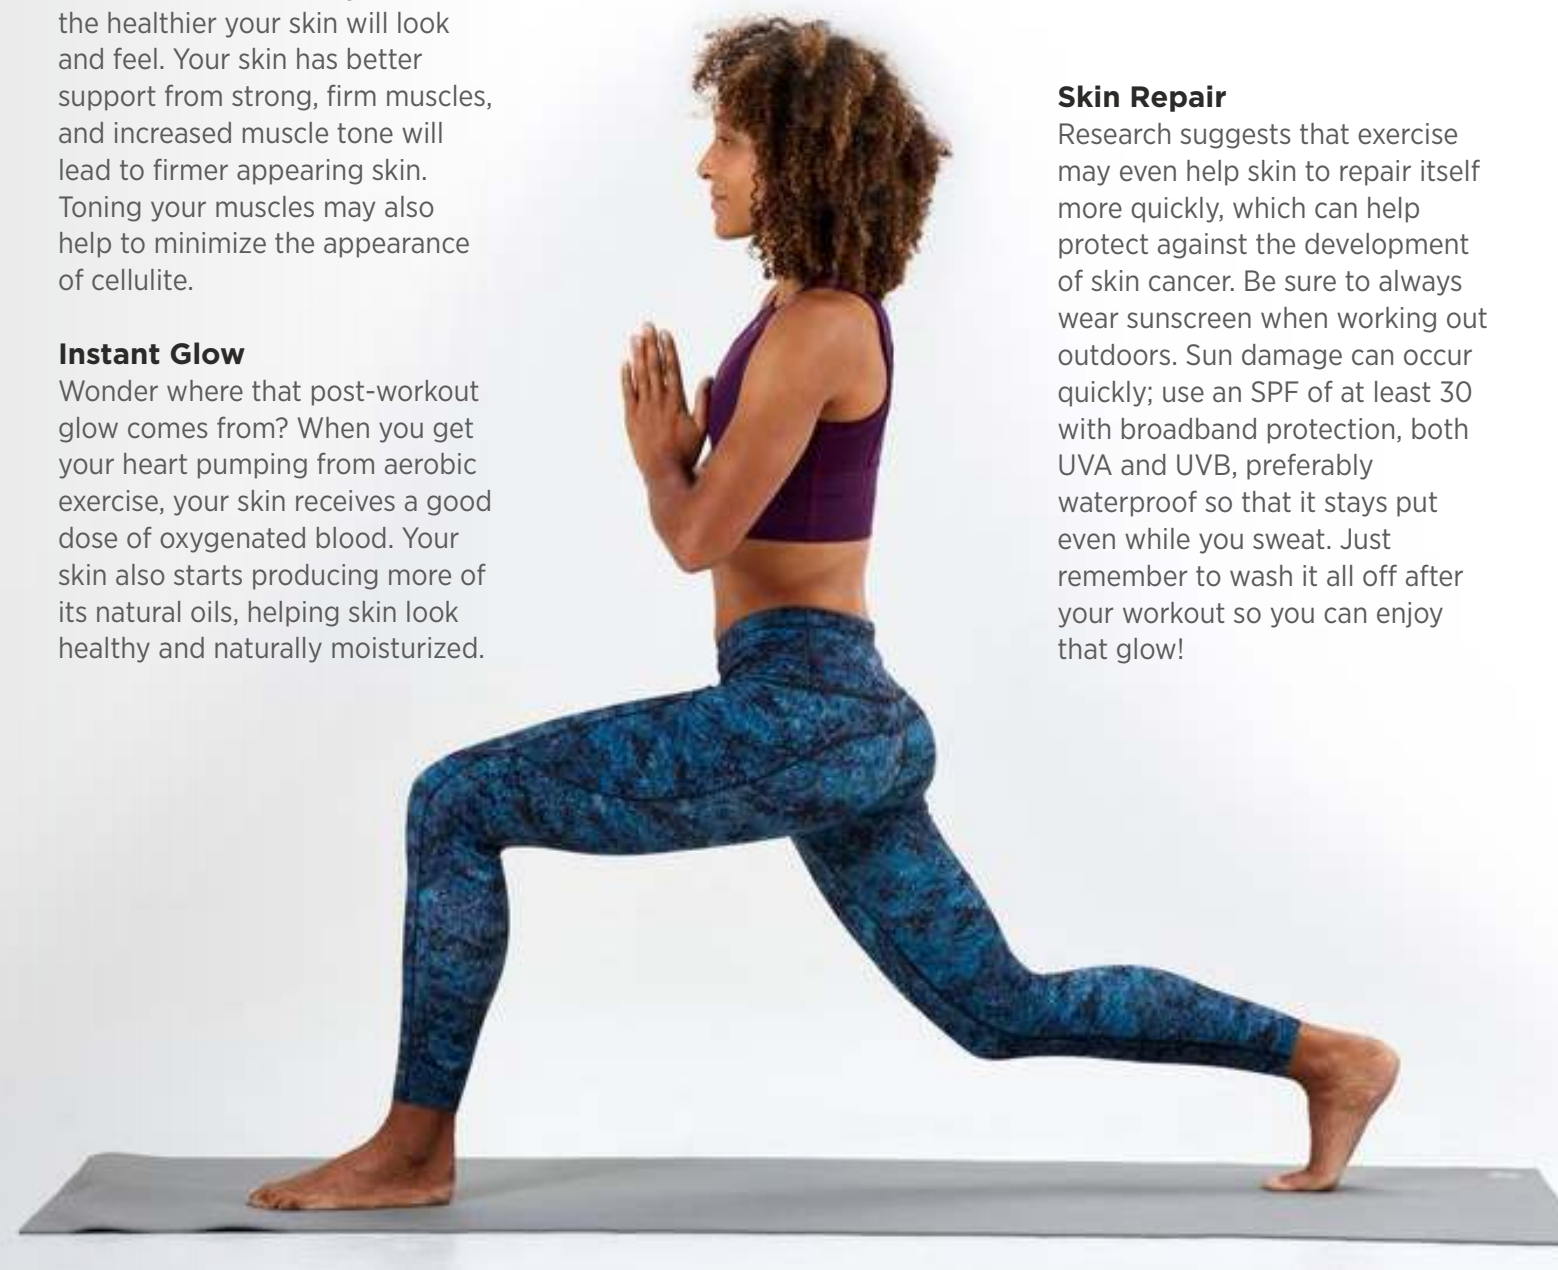 the healthier your skin will look
and feel. Your skin has better
support from strong, firm muscles,
and increased muscle tone will
lead to firmer appearing skin.
Toning your muscles may also
help to minimize the appearance
of cellulite.
Instant Glow
Wonder where that post-workout
glow comes from? When you get
your heart pumping from aerobic
exercise, your skin receives a good
dose of oxygenated blood. Your
skin also starts producing more of
its natural oils, helping skin look
healthy and naturally moisturized.
Skin Repair
Research suggests that exercise
may even help skin to repair itself
more quickly, which can help
protect against the development
of skin cancer. Be sure to always
wear sunscreen when working out
outdoors. Sun damage can occur
quickly; use an SPF of at least 30
with broadband protection, both
UVA and UVB, preferably
waterproof so that it stays put
even while you sweat. Just
remember to wash it all off after
your workout so you can enjoy
that glow!